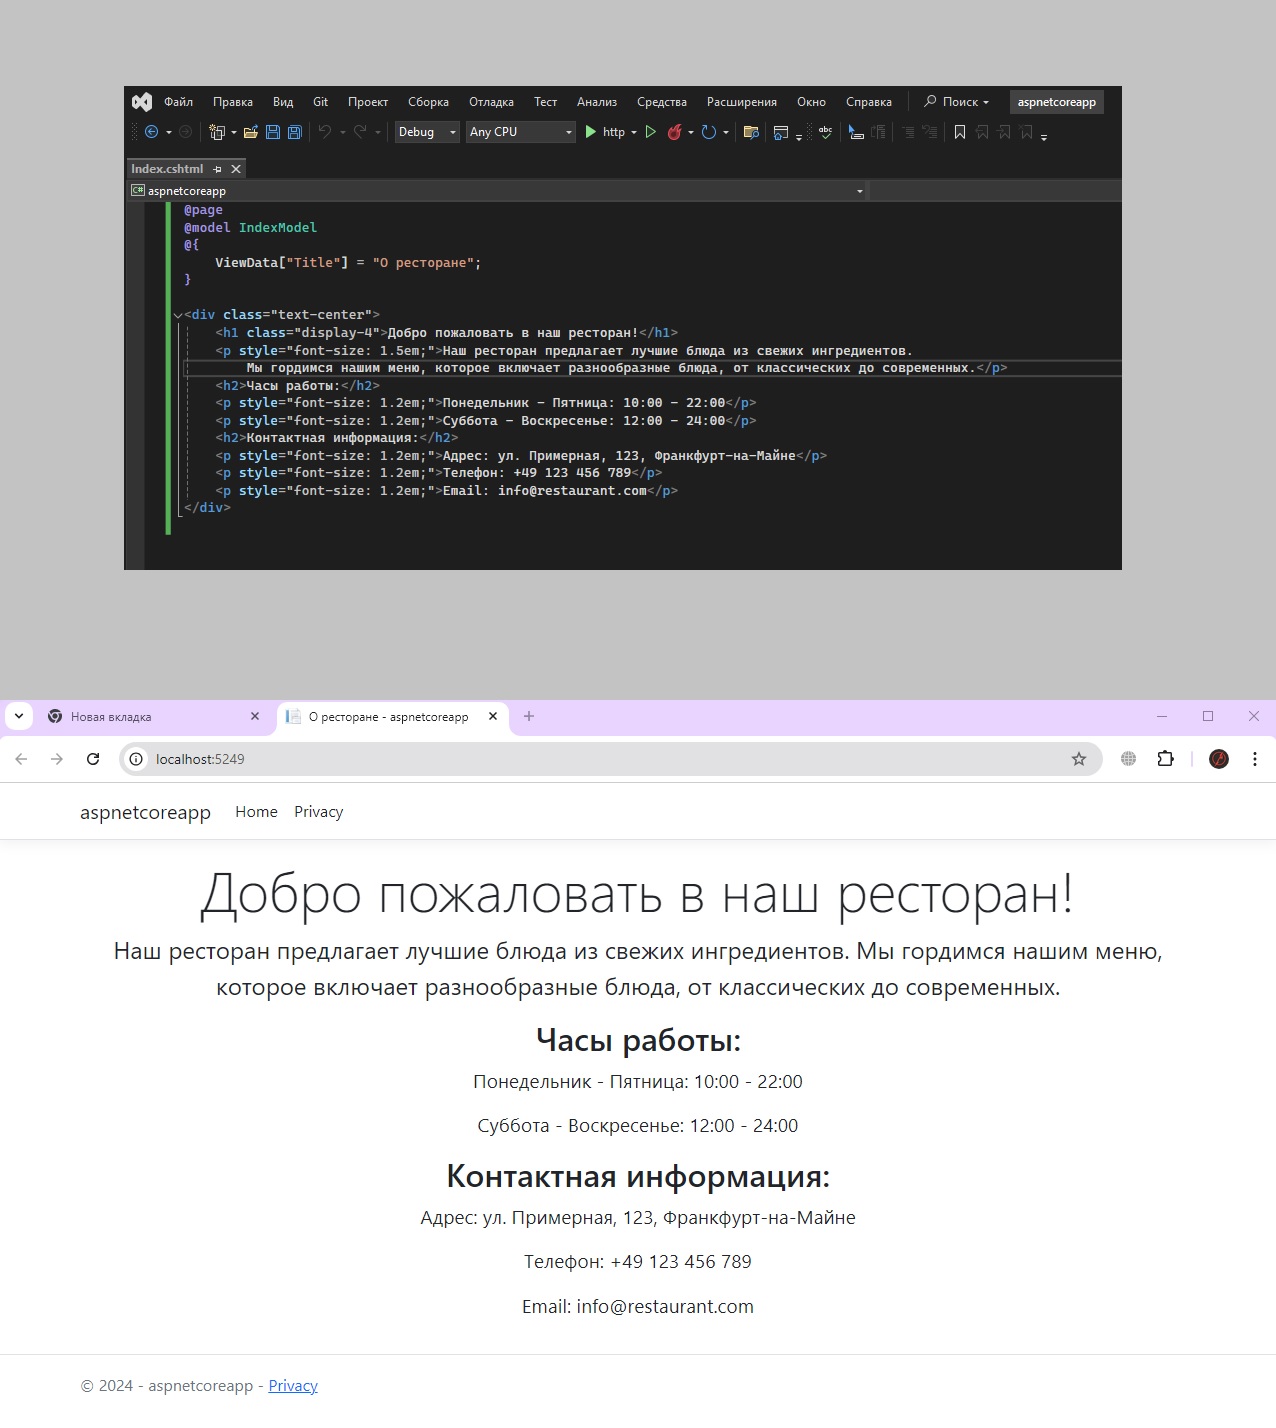 Файл Правка Вид Git Проект Сборка Отладка Тест Анализ Средства Расширения Окно Справка Поиск aspnetcoreapp
Debug Any CPU http abc
Index.cshtml
C# aspnetcoreapp
@page
@model IndexModel
@{
ViewData["Title"] = "О ресторане";
}
<div class="text-center">
<h1 class="display-4">Добро пожаловать в наш ресторан!</h1>
<p style="font-size: 1.5em;">Наш ресторан предлагает лучшие блюда из свежих ингредиентов.
Мы гордимся нашим меню, которое включает разнообразные блюда, от классических до современных.</p>
<h2>Часы работы:</h2>
<p style="font-size: 1.2em;">Понедельник - Пятница: 10:00 - 22:00</p>
<p style="font-size: 1.2em;">Суббота - Воскресенье: 12:00 - 24:00</p>
<h2>Контактная информация:</h2>
<p style="font-size: 1.2em;">Адрес: ул. Примерная, 123, Франкфурт-на-Майне</p>
<p style="font-size: 1.2em;">Телефон: +49 123 456 789</p>
<p style="font-size: 1.2em;">Email: info@restaurant.com</p>
</div>
Новая вкладка О ресторане - aspnetcoreapp
localhost:5249
aspnetcoreapp Home Privacy
Добро пожаловать в наш ресторан!
Наш ресторан предлагает лучшие блюда из свежих ингредиентов. Мы гордимся нашим меню,
которое включает разнообразные блюда, от классических до современных.
Часы работы:
Понедельник - Пятница: 10:00 - 22:00
Суббота - Воскресенье: 12:00 - 24:00
Контактная информация:
Адрес: ул. Примерная, 123, Франкфурт-на-Майне
Телефон: +49 123 456 789
Email: info@restaurant.com
© 2024 - aspnetcoreapp - Privacy